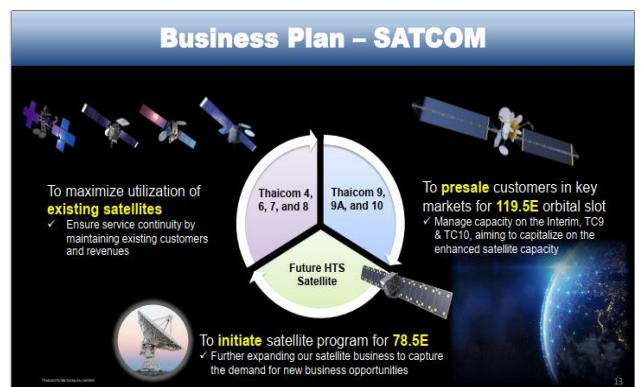 Business Plan – SATCOM
To maximize utilization of
existing satellites
✓ Ensure service continuity by
maintaining existing customers
and revenues
Thaicom 4,
6, 7, and 8
Thaicom 9,
9A, and 10
Future HTS
Satellite
To presale customers in key
markets for 119.5E orbital slot
✓ Manage capacity on the Interim, TC9
& TC10, aiming to capitalize on the
enhanced satellite capacity
To initiate satellite program for 78.5E
✓ Further expanding our satellite business to capture
the demand for new business opportunities
Thaicom Public Company Limited
13